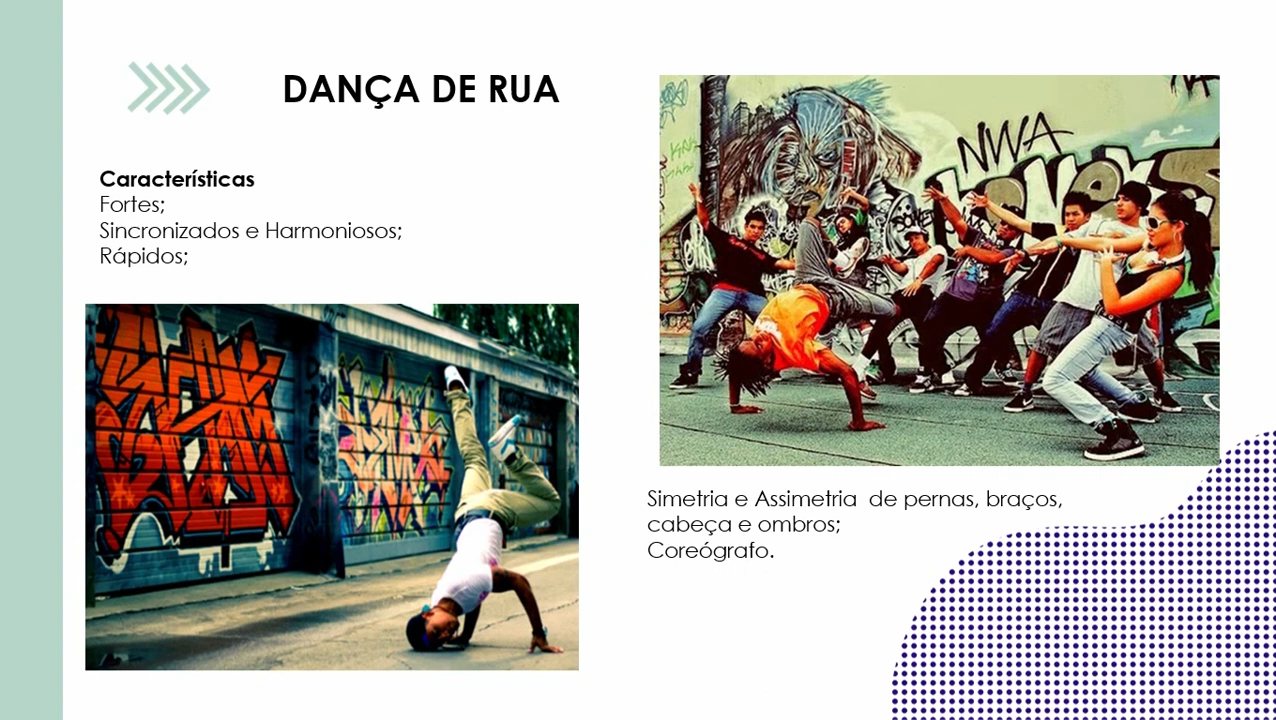 DANÇA DE RUA
Características
Fortes;
Sincronizados e Harmoniosos;
Rápidos;
NWA
Simetria e Assimetria de pernas, braços,
cabeça e ombros;
Coreógrafo.